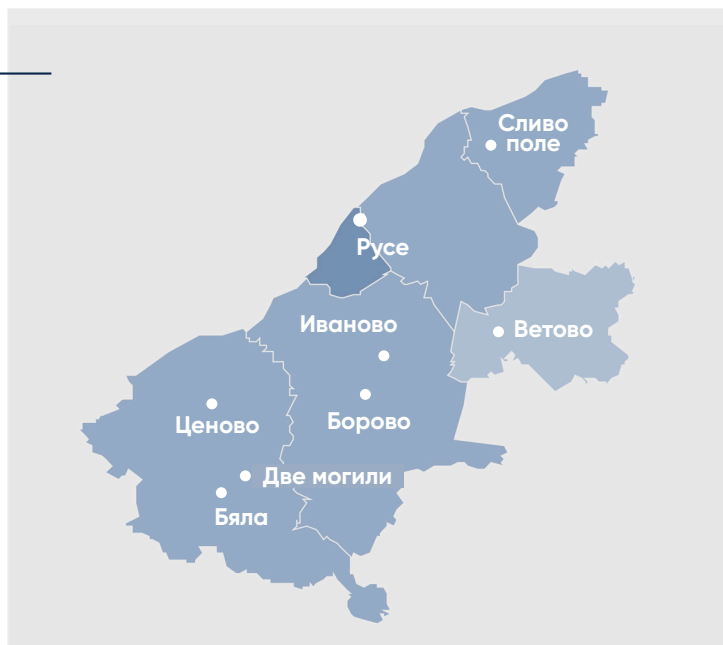 Сливо
поле
Русе
Иваново
Ветово
Борово
Ценово
Две могили
Бяла